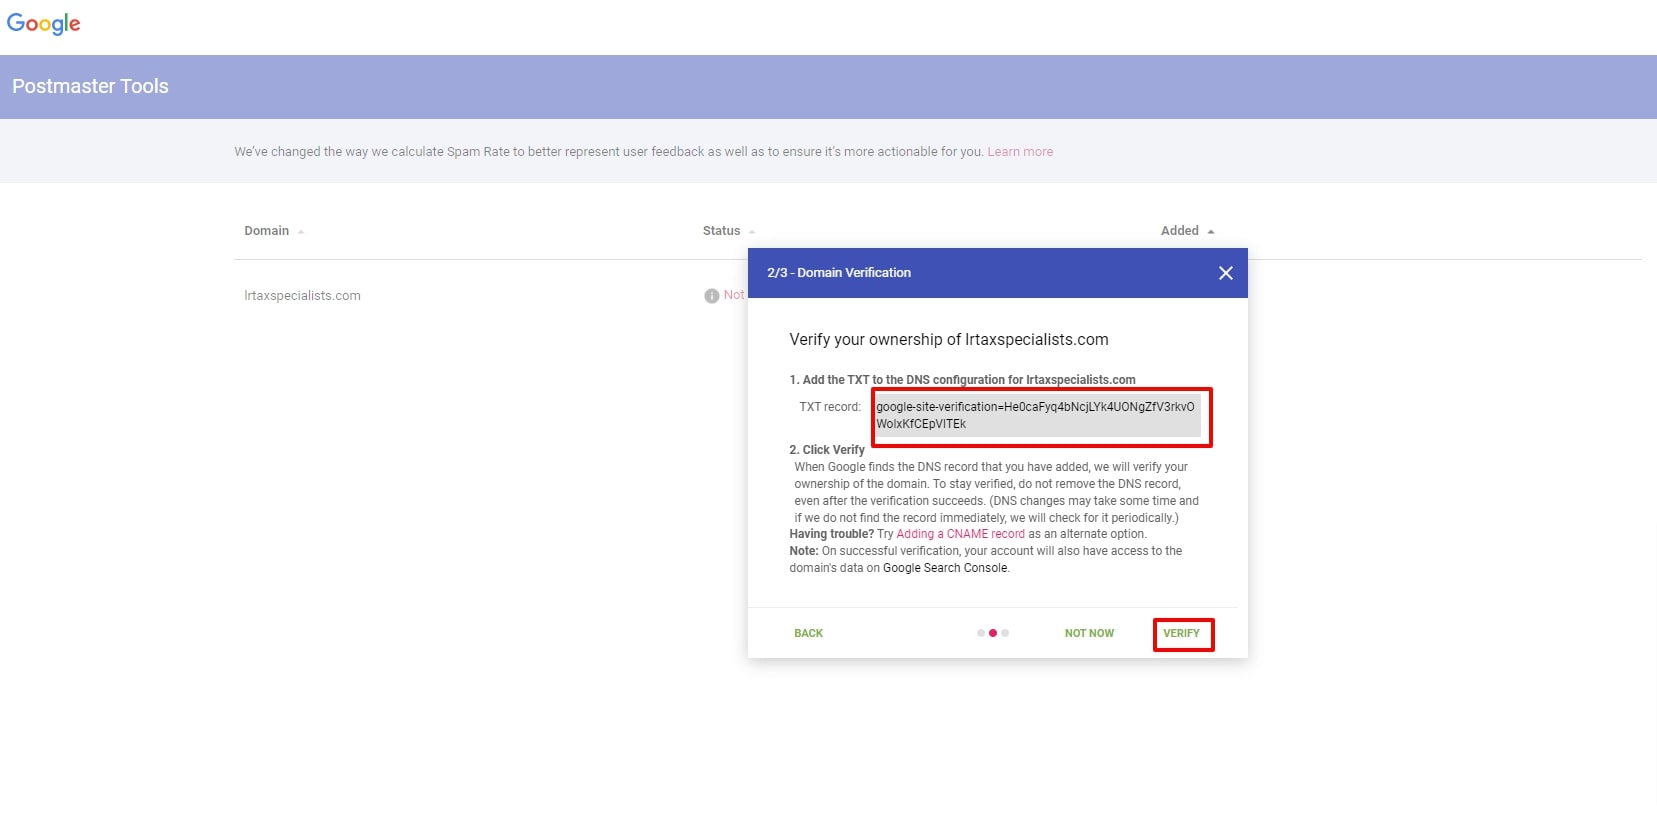 Google
Postmaster Tools
We've changed the way we calculate Spam Rate to better represent user feedback as well as to ensure it's more actionable for you. Learn more
Domain
Status
Added
lrtaxspecialists.com
Not
2/3 - Domain Verification
Verify your ownership of lrtaxspecialists.com
1. Add the TXT to the DNS configuration for lrtaxspecialists.com
TXT record:
google-site-verification=He0caFyq4bNcjLYk4UONgZfV3rkvO
WolxKfCEpVlTEk
2. Click Verify
When Google finds the DNS record that you have added, we will verify your
ownership of the domain. To stay verified, do not remove the DNS record,
even after the verification succeeds. (DNS changes may take some time and
if we do not find the record immediately, we will check for it periodically.)
Having trouble? Try Adding a CNAME record as an alternate option.
Note: On successful verification, your account will also have access to the
domain's data on Google Search Console.
BACK
NOT NOW
VERIFY